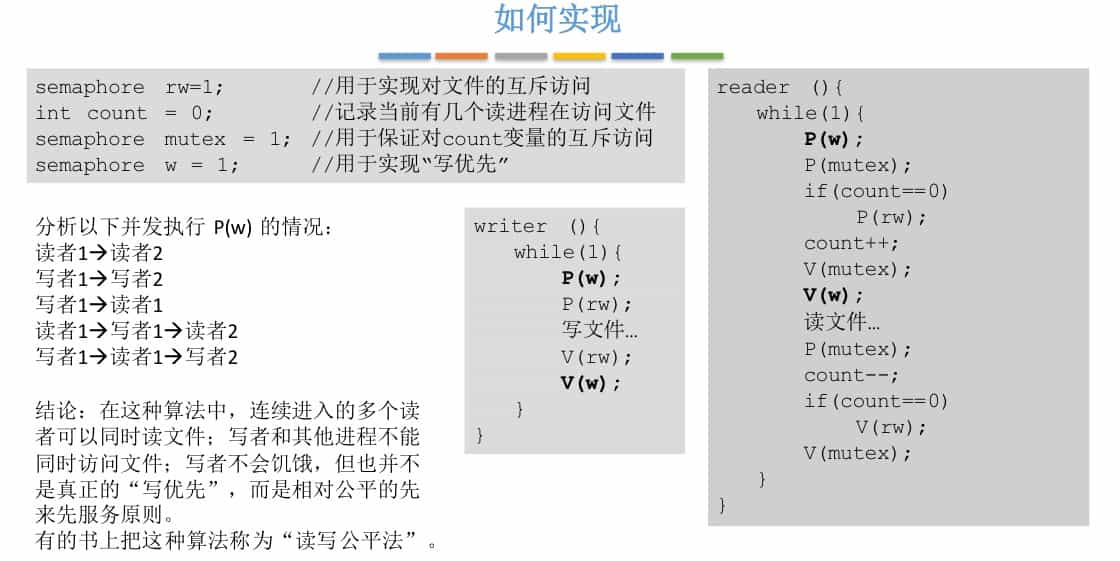 如何实现
semaphore rw=1; //用于实现对文件的互斥访问
int count = 0; //记录当前有几个读进程在访问文件
semaphore mutex = 1; //用于保证对count变量的互斥访问
semaphore w = 1; //用于实现“写优先”
分析以下并发执行 P(w) 的情况：
读者1→读者2
写者1→写者2
写者1→读者1
读者1→写者1→读者2
写者1→读者1→写者2
结论：在这种算法中，连续进入的多个读
者可以同时读文件；写者和其他进程不能
同时访问文件；写者不会饥饿，但也并不
是真正的“写优先”，而是相对公平的先
来先服务原则。
有的书上把这种算法称为“读写公平法”。
writer (){
while(1){
P(w);
P(rw);
写文件…
V(rw);
V(w);
}
}
reader (){
while(1){
P(w);
P(mutex);
if(count==0)
P(rw);
count++;
V(mutex);
V(w);
读文件…
P(mutex);
count--;
if(count==0)
V(rw);
V(mutex);
}
}